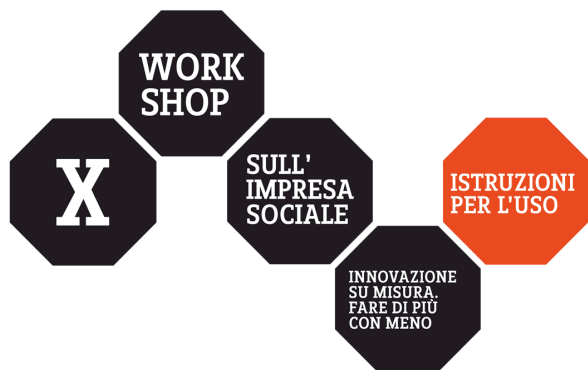 X
WORK
SHOP
SULL'
IMPRESA
SOCIALE
INNOVAZIONE
SU MISURA.
FARE DI PIÙ
CON MENO
ISTRUZIONI
PER L'USO